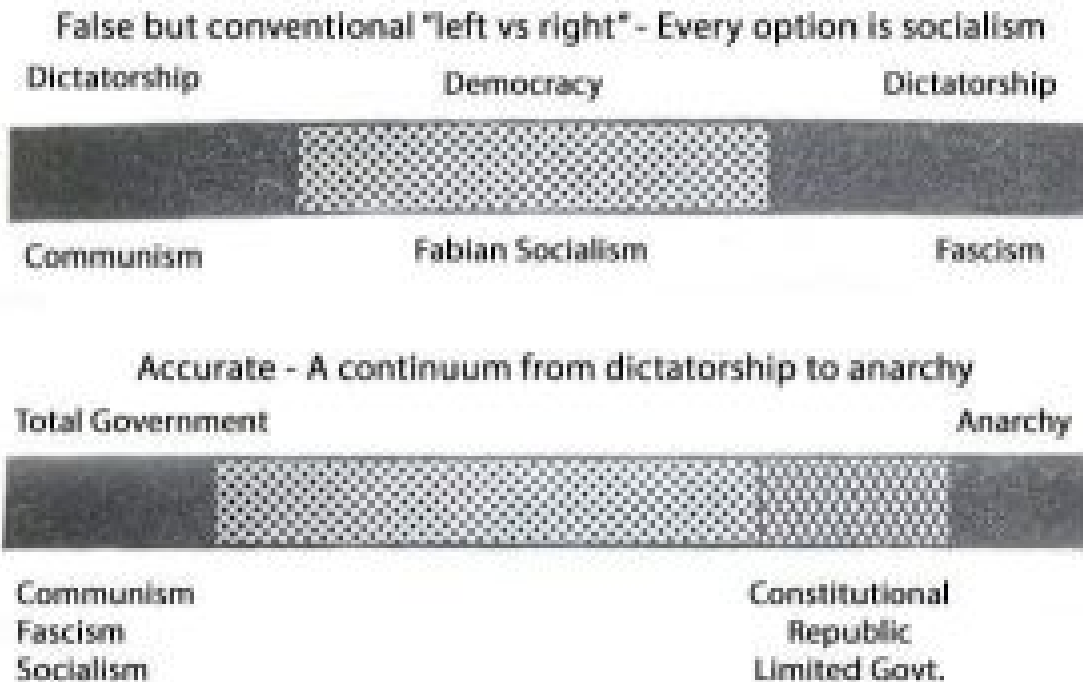 False but conventional "left vs right" - Every option is socialism
Dictatorship Democracy Dictatorship
Communism Fabian Socialism Fascism
Accurate - A continuum from dictatorship to anarchy
Total Government Anarchy
Communism Constitutional
Fascism Republic
Socialism Limited Govt.